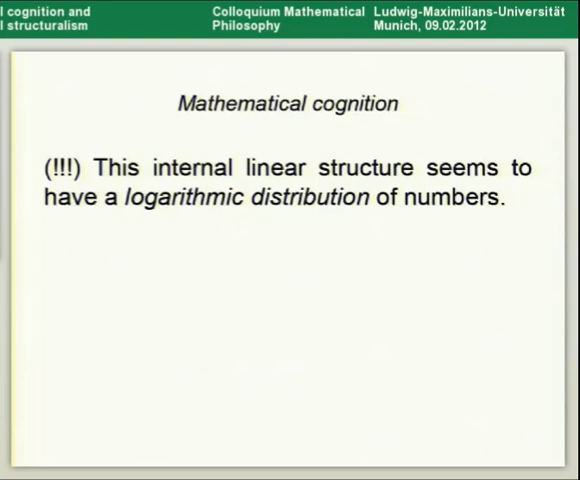 l cognition and
l structuralism
Colloquium Mathematical
Philosophy
Ludwig-Maximilians-Universität
Munich, 09.02.2012
Mathematical cognition
(!!!) This internal linear structure seems to
have a logarithmic distribution of numbers.